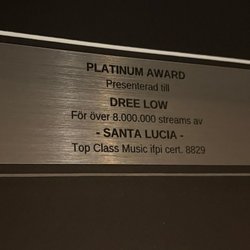 PLATINUM AWARD
Presenterad till
DREE LOW
För över 8.000.000 streams av
- SANTA LUCIA -
Top Class Music ifpi cert. 8829